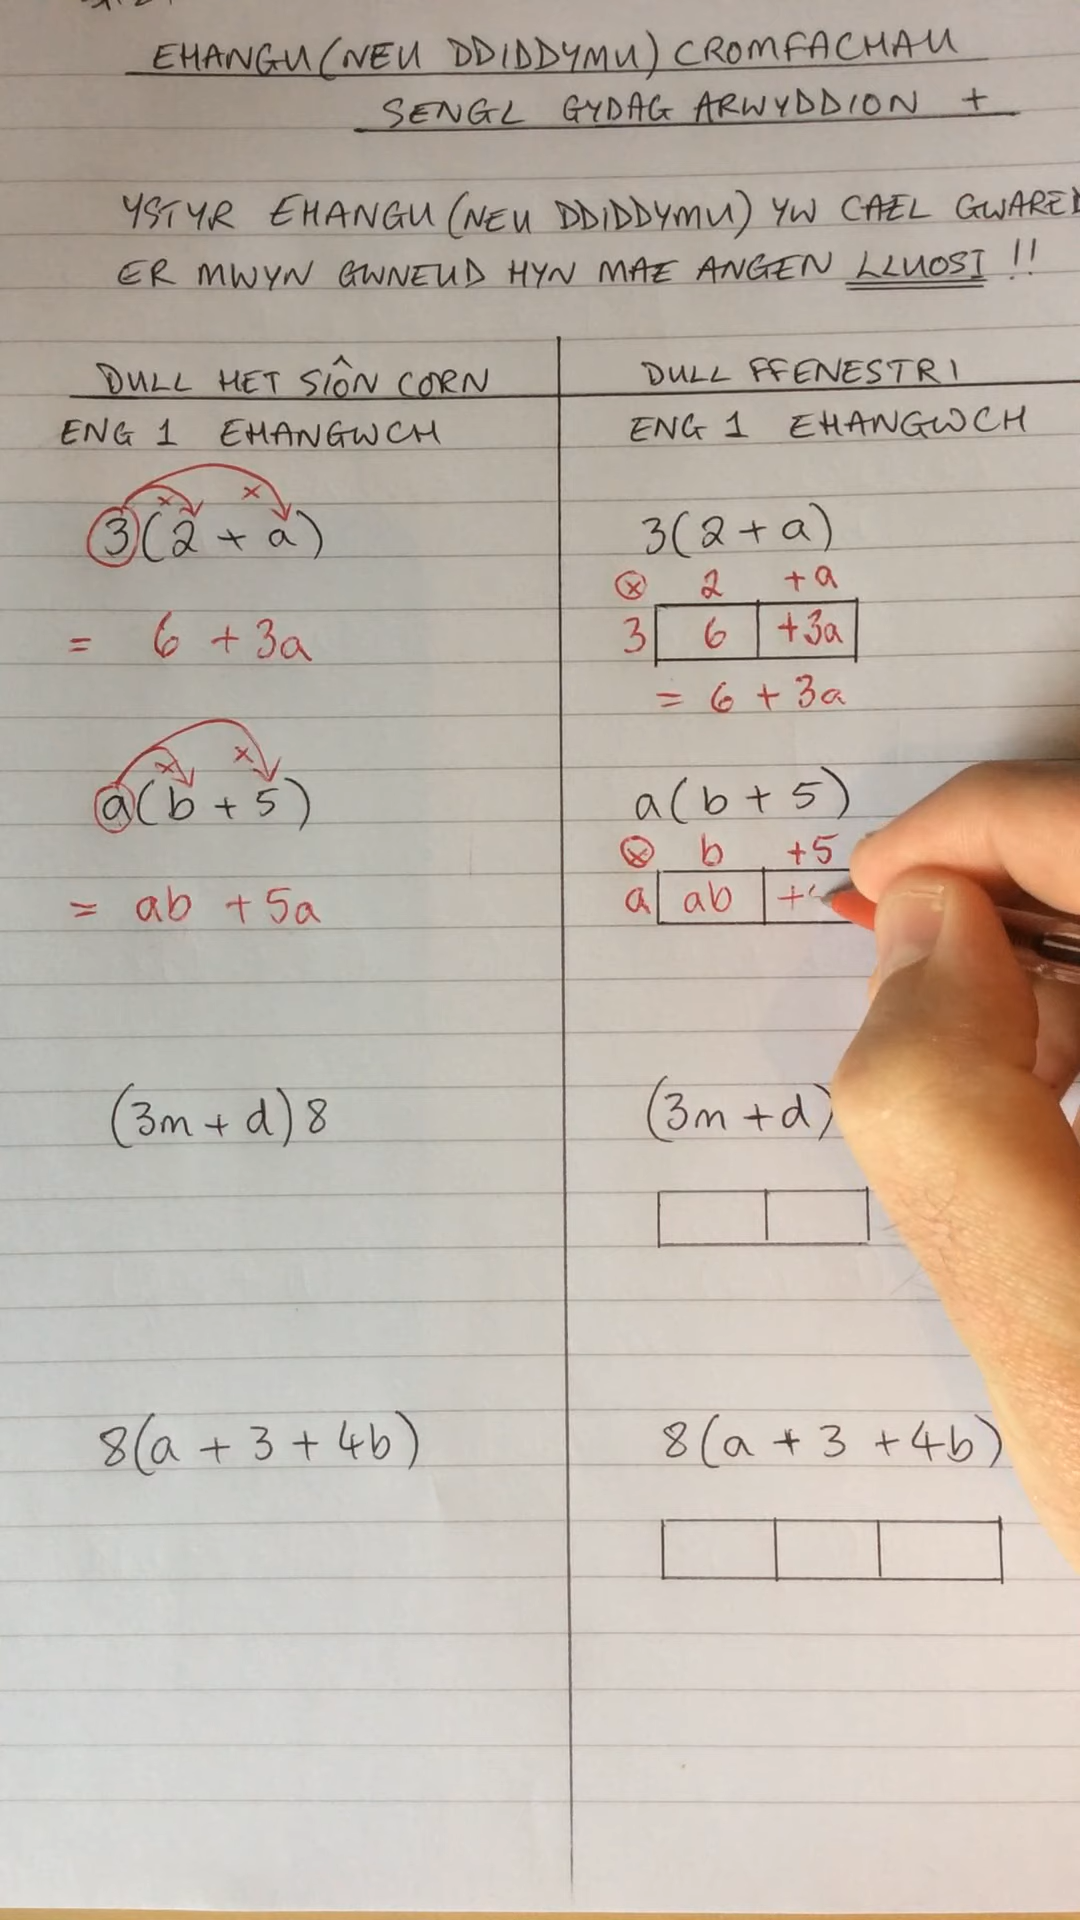 EHANGU (NEU DDIDDYMU) CROMFACHAU
SENGL GYDAG ARWYDDION +
YSTYR EHANGU (NEU DDIDDYMU) YW CAEL GWARED
ER MWYN GWNEUD HYN MAE ANGEN LLUOSI !!
DULL HET SIÔN CORN
ENG 1 EHANGWCH
3(2 + a)
× ×
= 6 + 3a
a(b + 5)
× ×
= ab + 5a
(3m + d) 8
8(a + 3 + 4b)
DULL FFENESTRI
ENG 1 EHANGWCH
3(2 + a)
⊗ 2 + a
3 6 +3a
= 6 + 3a
a(b + 5)
⊗ b +5
a ab +
(3m + d)
8(a + 3 + 4b)